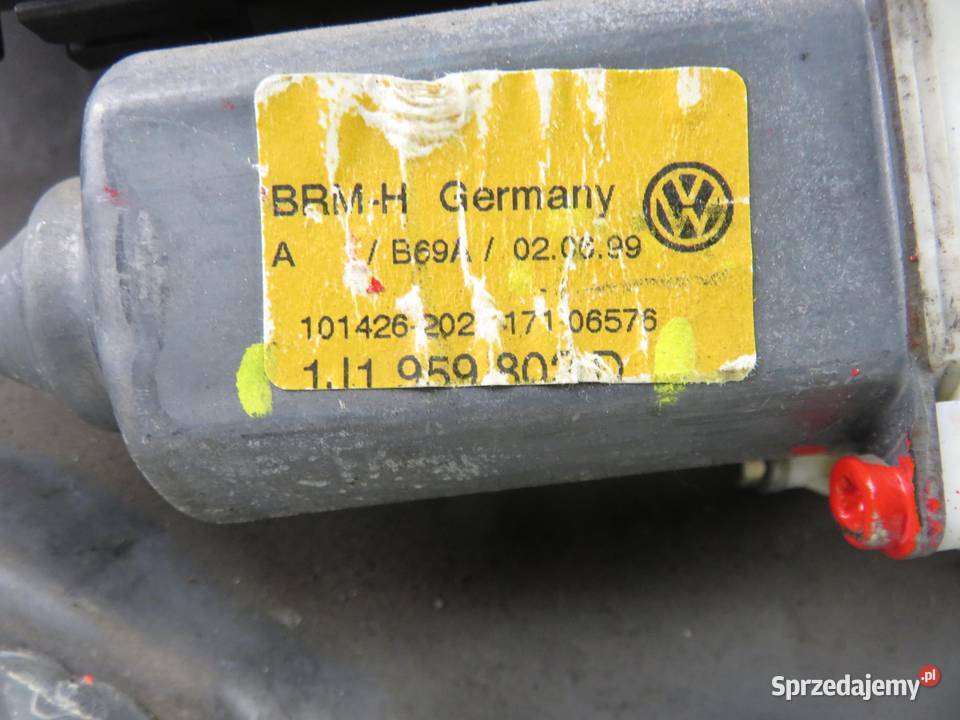 BRM-H Germany
A / B69A / 02.06.99
101426-202 171-06576
1J1 959 802 D
Sprzedajemy.pl